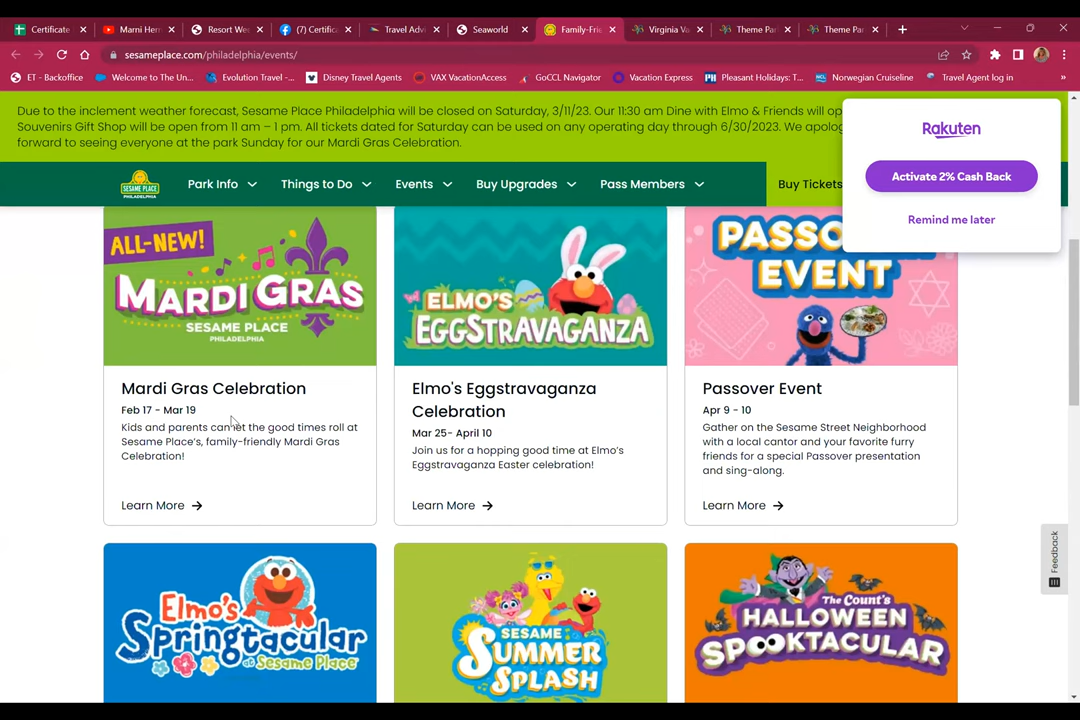 Certificate
Marni Her
Resort We
(7) Certific
Travel Adv
Seaworld
Family-Frie
Virginia Va
Theme Par
Theme Par
sesameplace.com/philadelphia/events/
ET - Backoffice
Welcome to The Un...
Evolution Travel -...
Disney Travel Agents
VAX VacationAccess
GoCCL Navigator
Vacation Express
Pleasant Holidays: T...
Norwegian Cruiseline
Travel Agent log in
»
Due to the inclement weather forecast, Sesame Place Philadelphia will be closed on Saturday, 3/11/23. Our 11:30 am Dine with Elmo & Friends will op
Souvenirs Gift Shop will be open from 11 am – 1 pm. All tickets dated for Saturday can be used on any operating day through 6/30/2023. We apolog
forward to seeing everyone at the park Sunday for our Mardi Gras Celebration.
Rakuten
Activate 2% Cash Back
Remind me later
SESAME PLACE
PHILADELPHIA
Park Info
Things to Do
Events
Buy Upgrades
Pass Members
Buy Tickets
ALL-NEW!
MARDI GRAS
SESAME PLACE
PHILADELPHIA
ELMO'S
EGGSTRAVAGANZA
PASSO
EVENT
Mardi Gras Celebration
Feb 17 - Mar 19
Kids and parents can let the good times roll at
Sesame Place's, family-friendly Mardi Gras
Celebration!
Learn More →
Elmo's Eggstravaganza
Celebration
Mar 25- April 10
Join us for a hopping good time at Elmo's
Eggstravaganza Easter celebration!
Learn More →
Passover Event
Apr 9 - 10
Gather on the Sesame Street Neighborhood
with a local cantor and your favorite furry
friends for a special Passover presentation
and sing-along.
Learn More →
Feedback
Elmo's
Springtacular
at Sesame Place
SESAME
SUMMER
SPLASH
The Count's
HALLOWEEN
SPOOKTACULAR